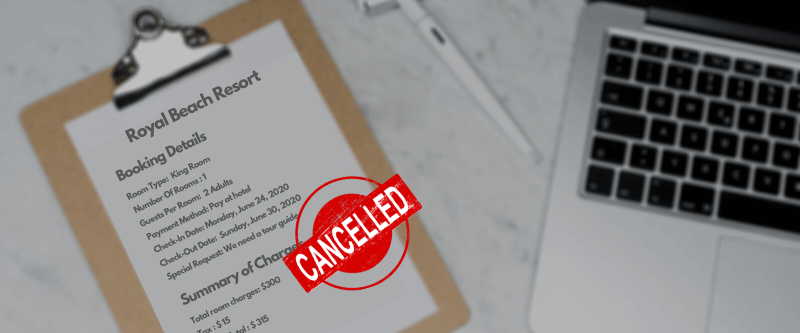 Royal Beach Resort
Booking Details
Room Type: King Room
Number Of Rooms : 1
Guests Per Room: 2 Adults
Payment Method: Pay at hotel
Check-In Date: Monday, June 24, 2020
Check-Out Date: Sunday, June 30, 2020
Special Request: We need a tour guide
CANCELLED
Summary of Charges
Total room charges: $300
Tax : $ 15
: $ 315